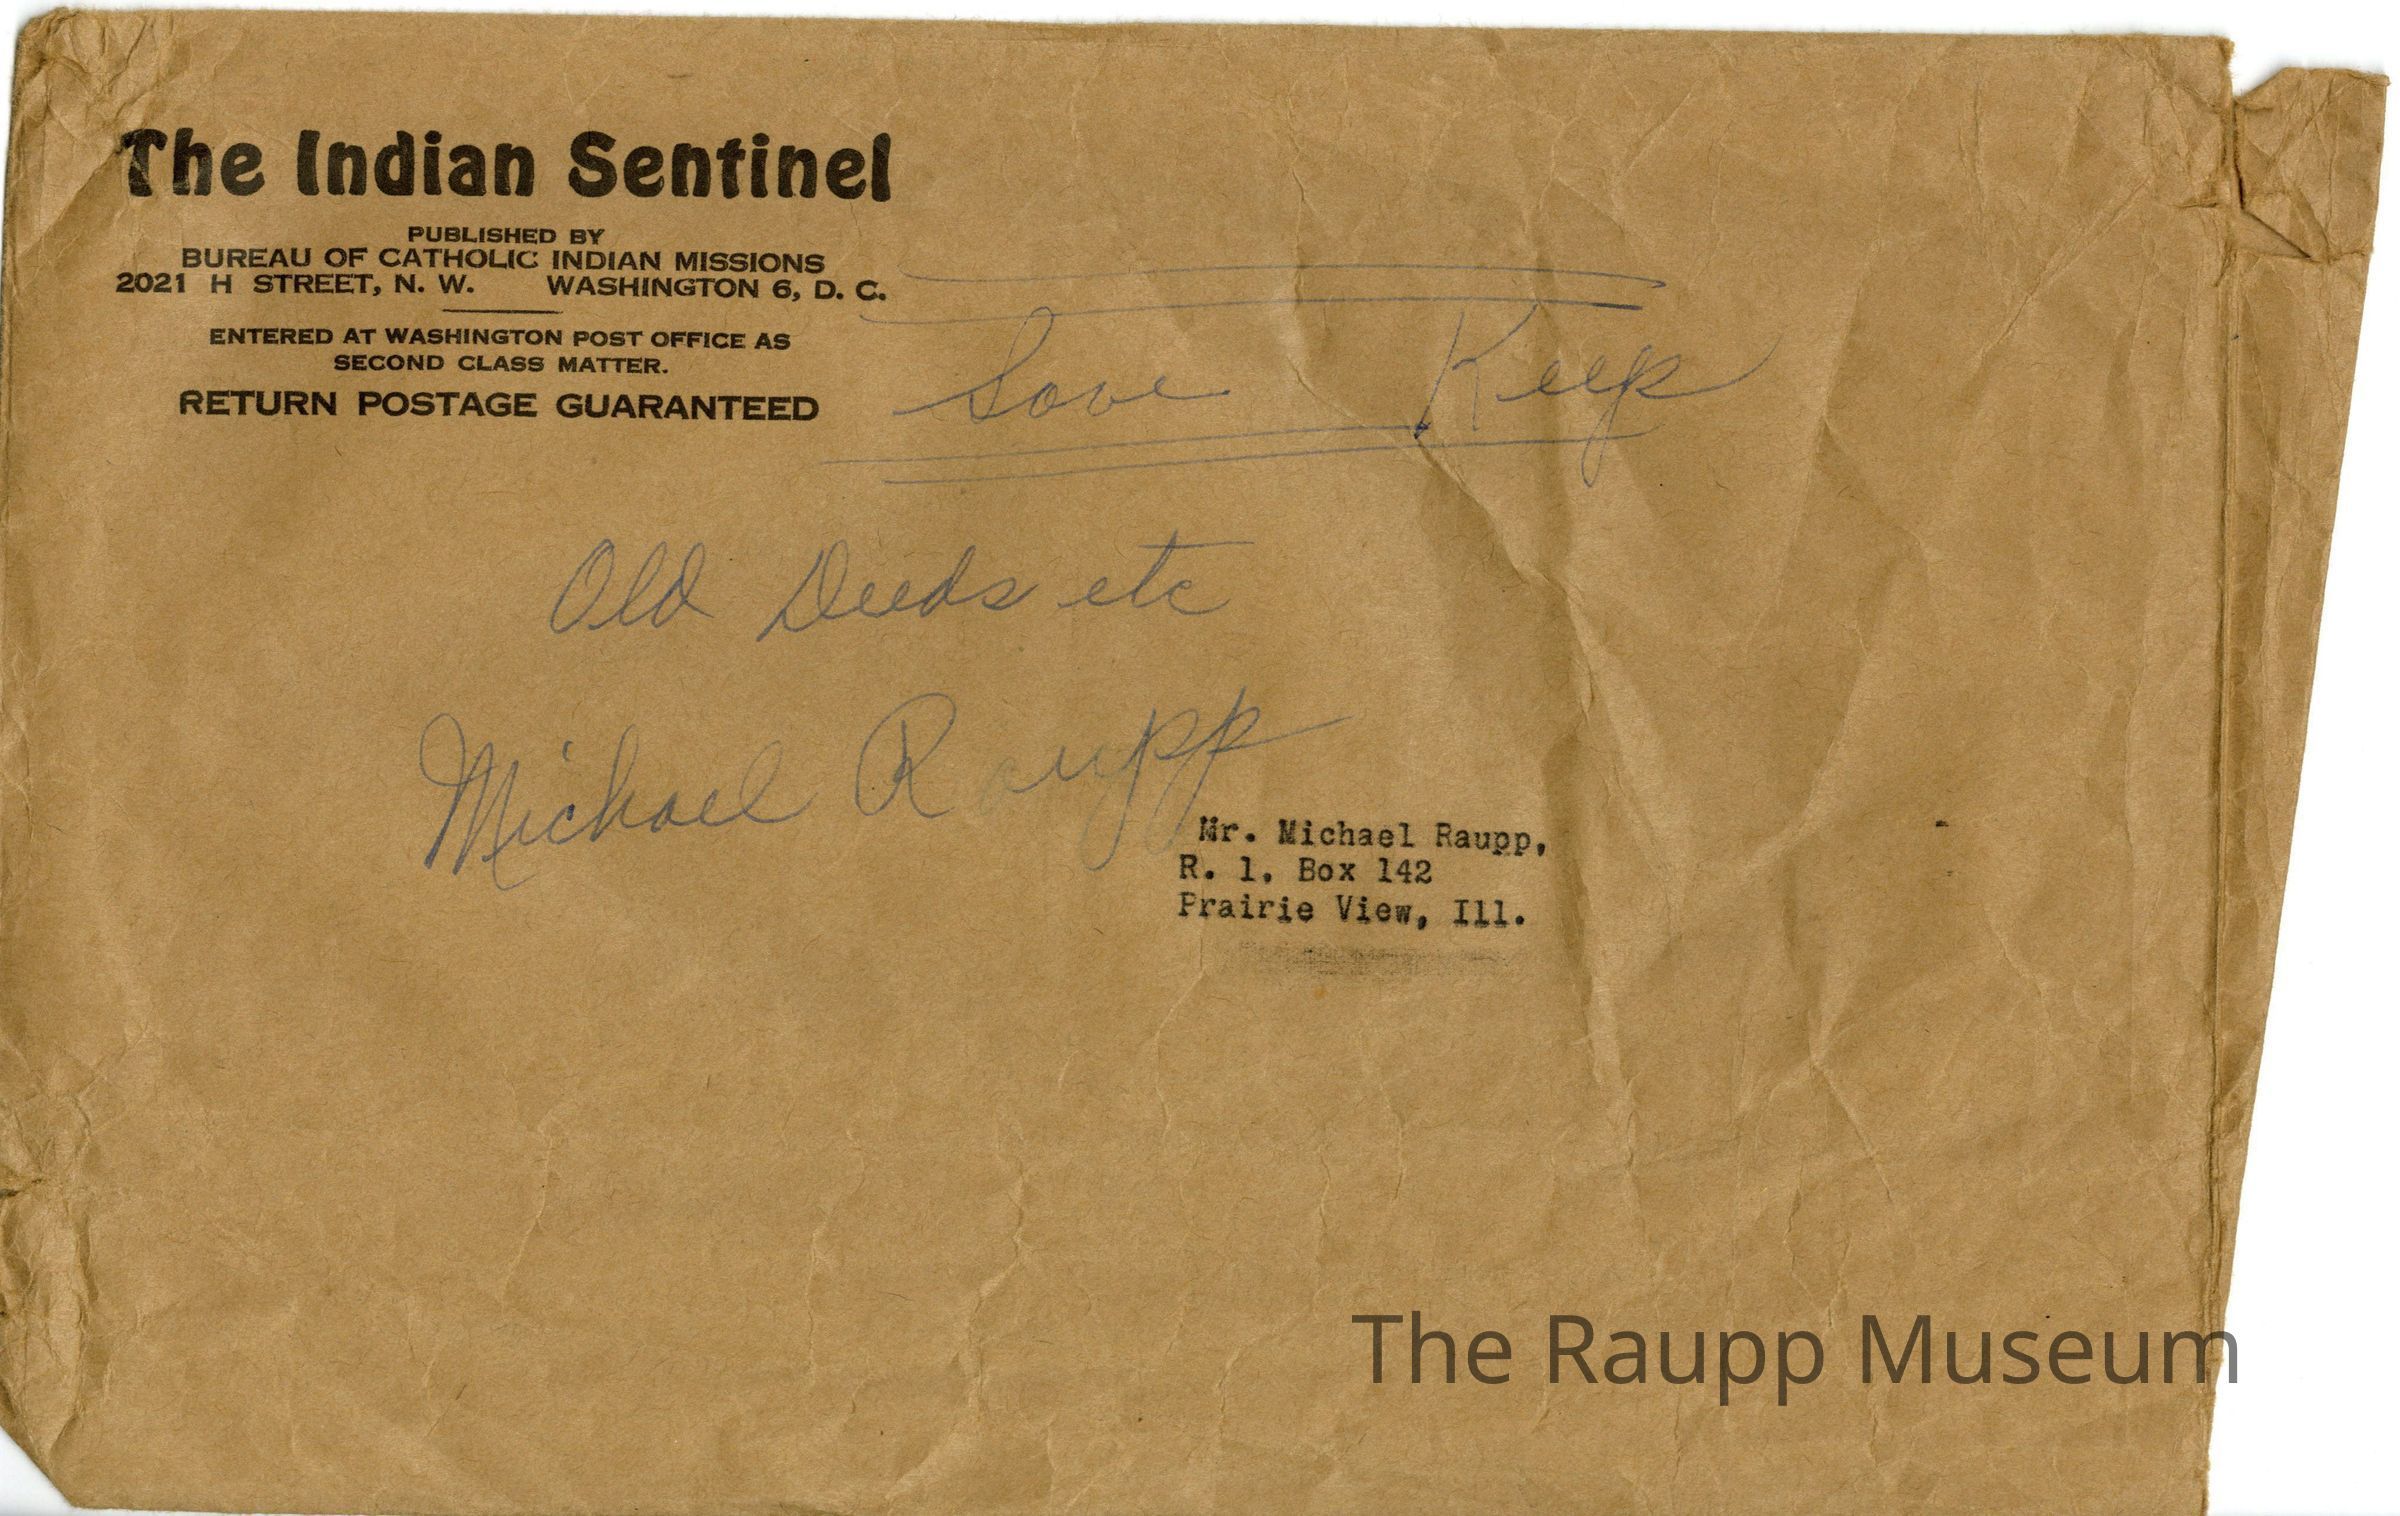 The Indian Sentinel
PUBLISHED BY
BUREAU OF CATHOLIC INDIAN MISSIONS
2021 H STREET, N. W. WASHINGTON 6, D. C.
ENTERED AT WASHINGTON POST OFFICE AS
SECOND CLASS MATTER.
RETURN POSTAGE GUARANTEED
Save Keep
Old Deeds etc
Michael Raupp
Mr. Michael Raupp,
R. 1. Box 142
Prairie View, Ill.
The Raupp Museum